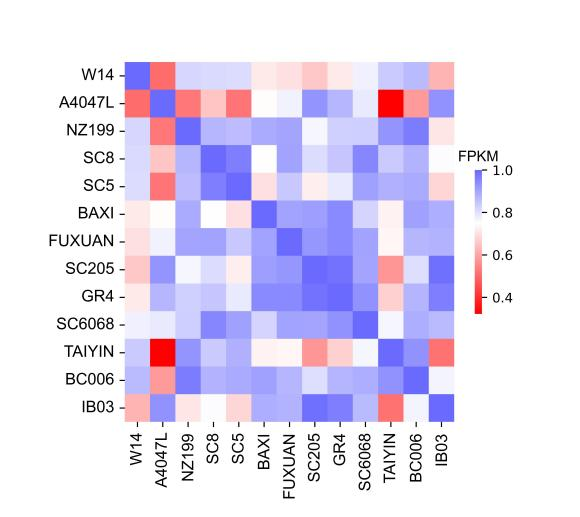 W14
A4047L
NZ199
SC8
SC5
BAXI
FUXUAN
SC205
GR4
SC6068
TAIYIN
BC006
IB03
FPKM
1.0
0.8
0.6
0.4
W14
A4047L
NZ199
SC8
SC5
BAXI
FUXUAN
SC205
GR4
SC6068
TAIYIN
BC006
IB03